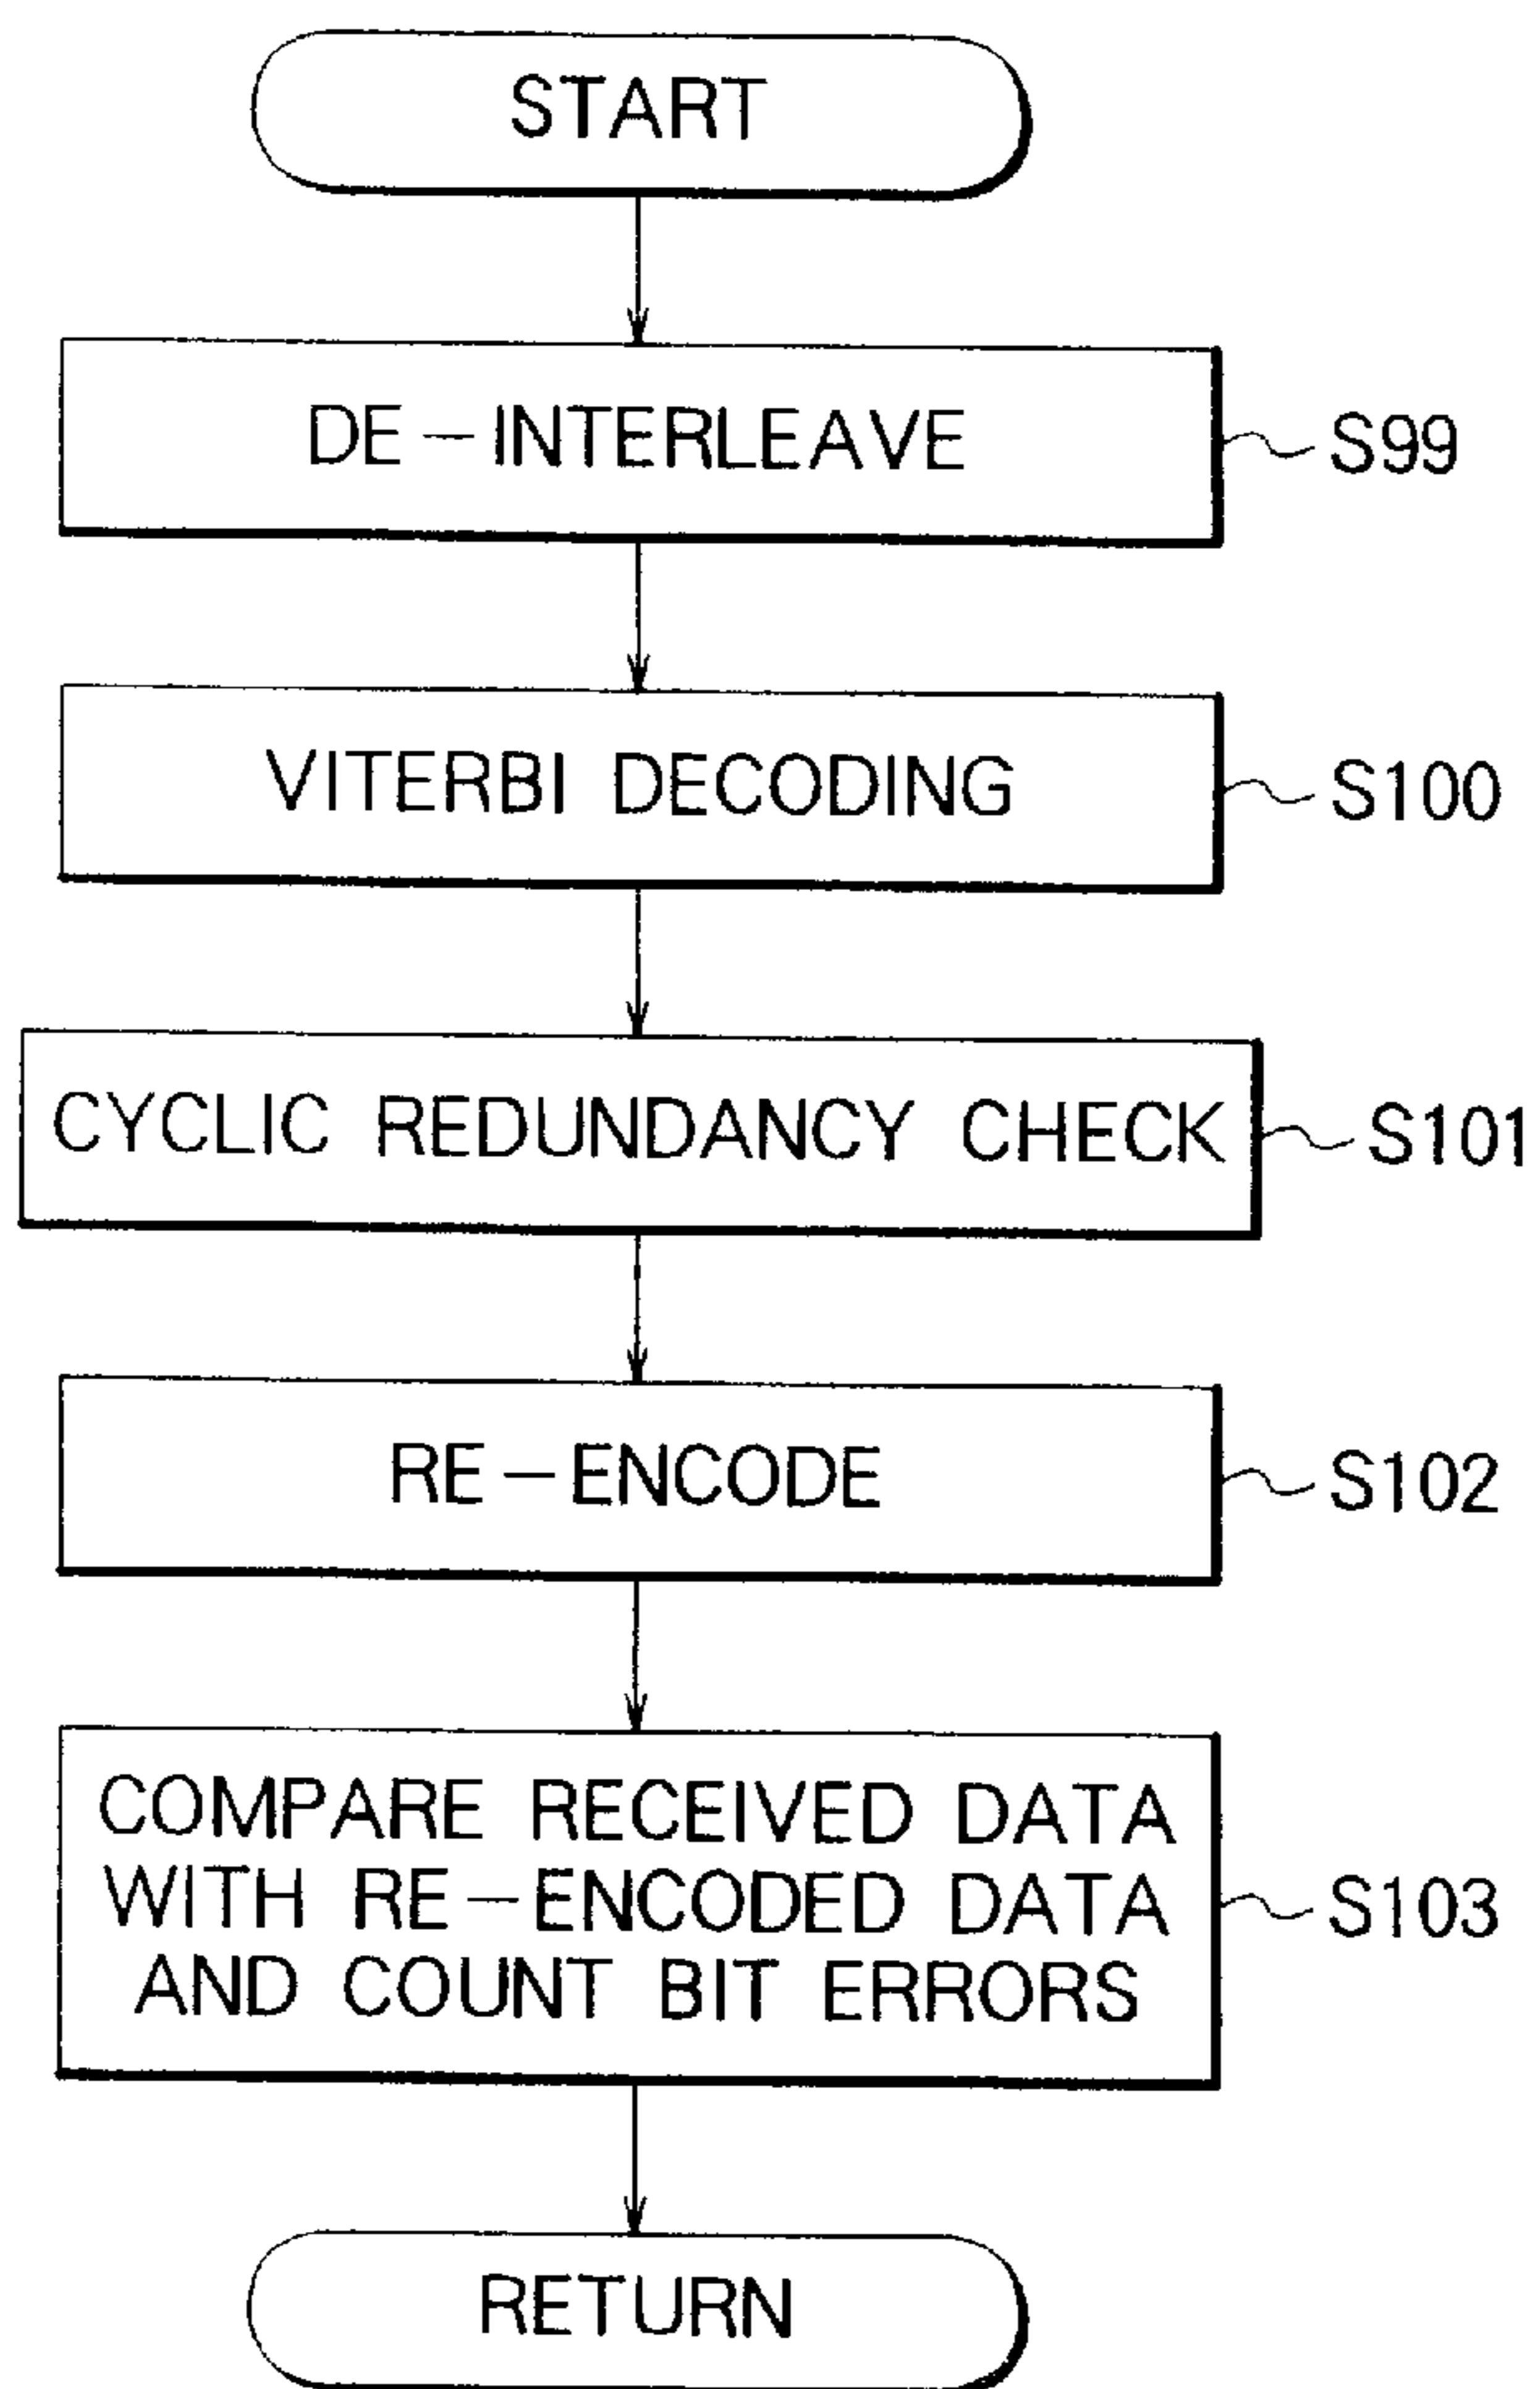 START
DE-INTERLEAVE
S99
VITERBI DECODING
S100
CYCLIC REDUNDANCY CHECK
S101
RE-ENCODE
S102
COMPARE RECEIVED DATA
WITH RE-ENCODED DATA
AND COUNT BIT ERRORS
S103
RETURN